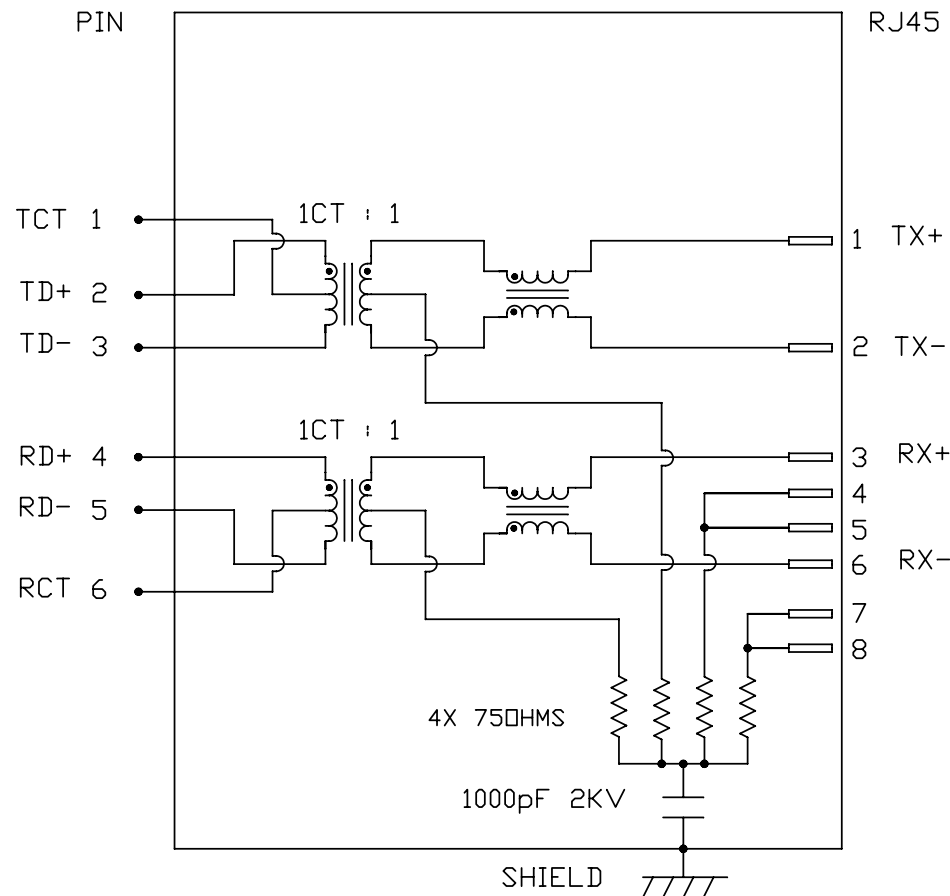 PIN
RJ45
TCT 1
1CT : 1
1 TX+
TD+ 2
TD- 3
2 TX-
1CT : 1
RD+ 4
3 RX+
4
RD- 5
5
6 RX-
RCT 6
7
8
4X 75OHMS
1000pF 2KV
SHIELD